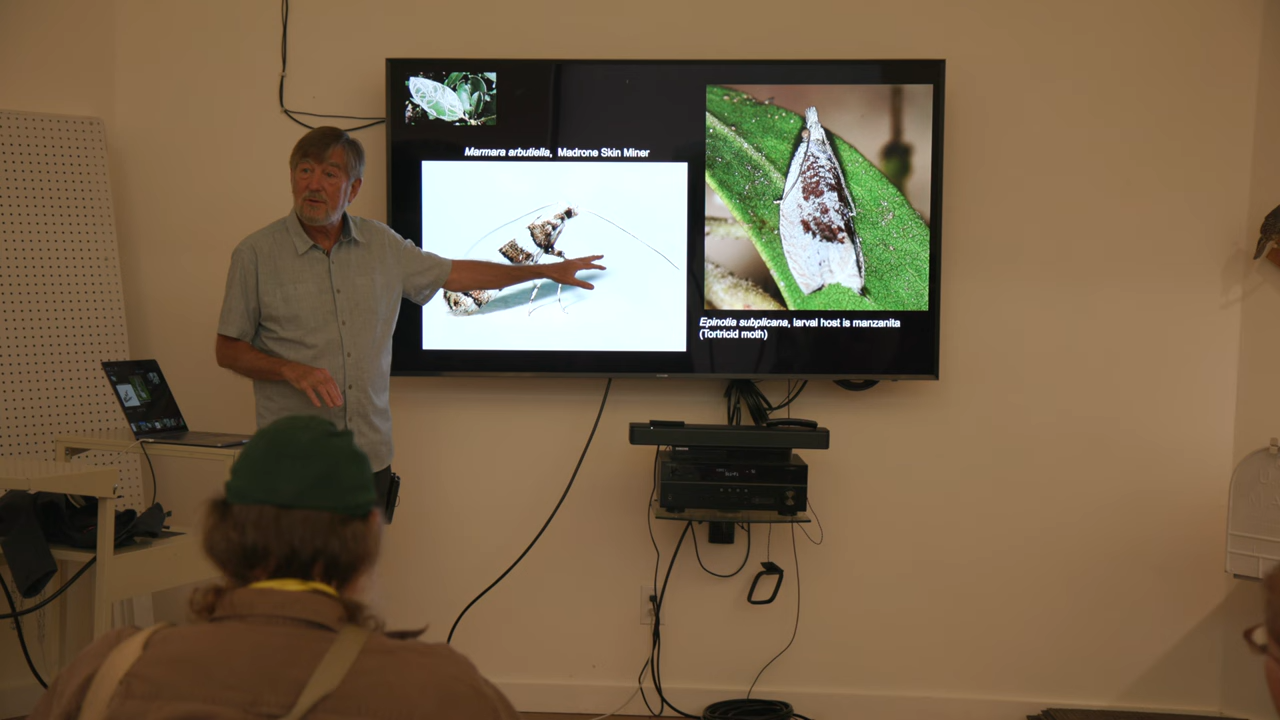 Marmara arbutiella, Madrone Skin Miner
Epinotia subplicana, larval host is manzanita
(Tortricid moth)